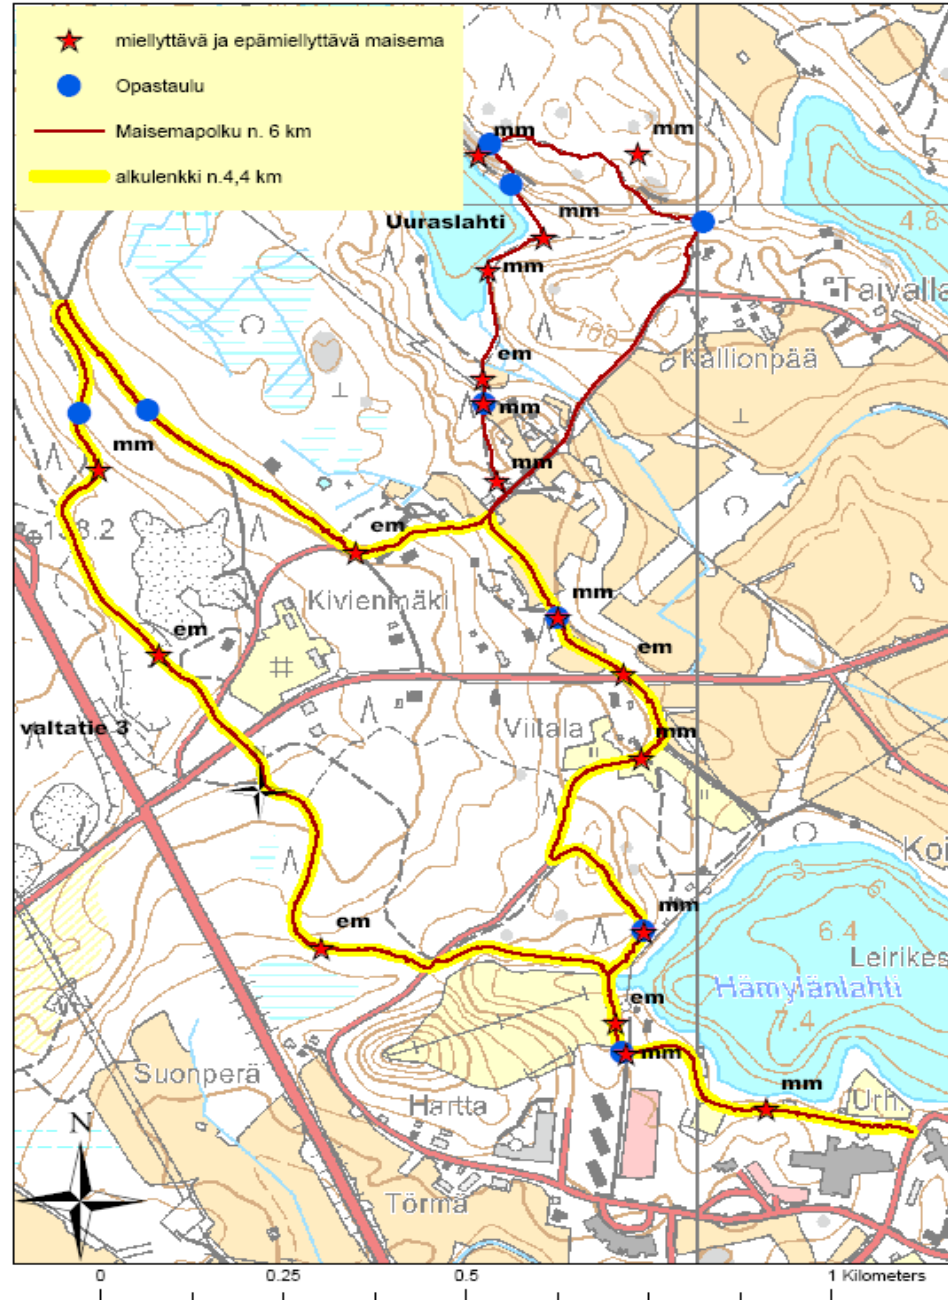 miellyttävä ja epämiellyttävä maisema
Opastaulu
Maisemapolku n. 6 km
alkulenkki n.4,4 km
mm
mm
mm
Uuraslahti
4.8
mm
Taivalla
100
Kallionpää
em
mm
mm
mm
em
Kivienmäki
mm
em
em
valtatie 3
Viitala
mm
Koi
3
6
mm
6.4
em
Leirikes
Hämylänlahti
em
7.4
mm
Suonperä
mm
Urh.
Hartta
N
Törmä
0
0.25
0.5
1 Kilometers